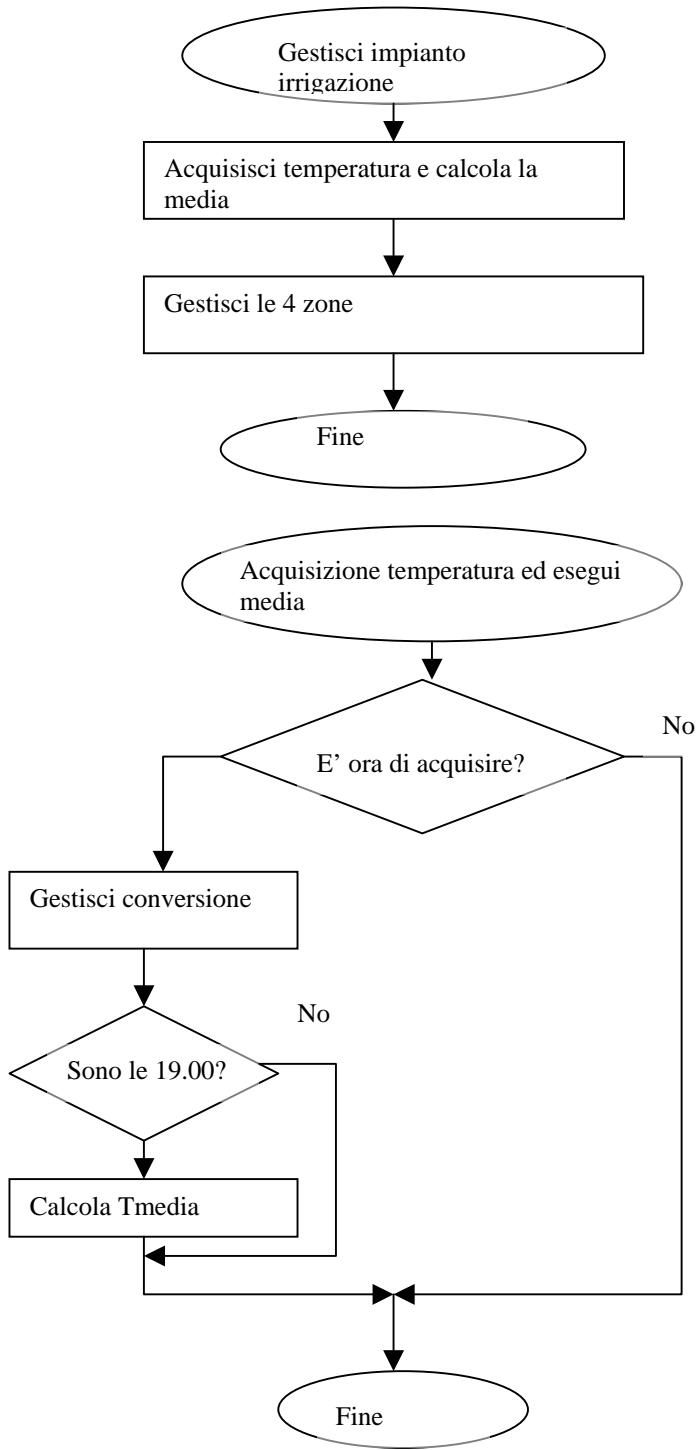 Gestisci impianto
irrigazione
Acquisisci temperatura e calcola la
media
Gestisci le 4 zone
Fine
Acquisizione temperatura ed esegui
media
No
E’ ora di acquisire?
Gestisci conversione
No
Sono le 19.00?
Calcola Tmedia
Fine